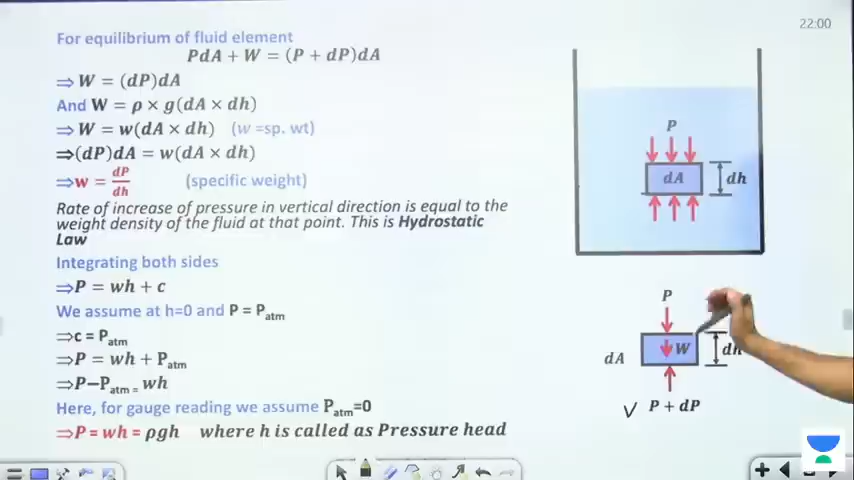 22:00
For equilibrium of fluid element
PdA + W = (P + dP)dA
⇒ W = (dP)dA
And W = ρ × g(dA × dh)
⇒ W = w(dA × dh) (w =sp. wt)
⇒(dP)dA = w(dA × dh)
⇒w = dP/dh (specific weight)
Rate of increase of pressure in vertical direction is equal to the
weight density of the fluid at that point. This is Hydrostatic
Law
Integrating both sides
⇒P = wh + c
We assume at h=0 and P = Patm
⇒c = Patm
⇒P = wh + Patm
⇒P−Patm = wh
Here, for gauge reading we assume Patm=0
⇒P = wh = ρgh where h is called as Pressure head
P
dA
dh
P
W
dA
dh
P + dP